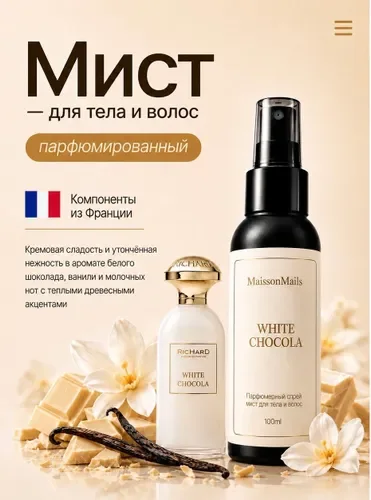 Мист
— для тела и волос
парфюмированный
Компоненты
из Франции
Кремовая сладость и утончённая
нежность в аромате белого
шоколада, ванили и молочных
нот с теплыми древесными
акцентами
RICHARD
RICHARD
WHITE
CHOCOLA
MaissonMails
WHITE
CHOCOLA
Парфюмерный спрей
мист для тела и волос
100ml